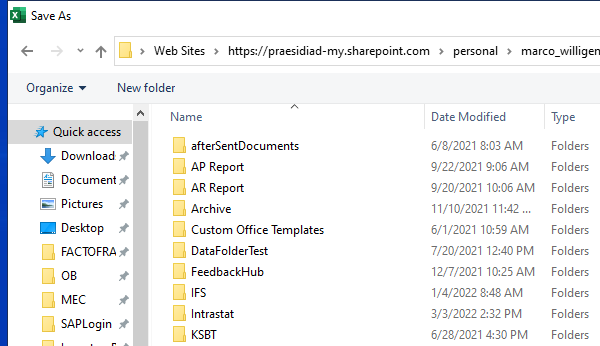 Save As
Web Sites > https://praesidiad-my.sharepoint.com > personal > marco_willigen
Organize New folder
Name Date Modified Type
Quick access
Download
Document
Pictures
Desktop
FACTOFRA
OB
MEC
SAPLogin
afterSentDocuments 6/8/2021 8:03 AM Folders
AP Report 9/22/2021 9:06 AM Folders
AR Report 9/20/2021 10:06 AM Folders
Archive 11/10/2021 11:42 ... Folders
Custom Office Templates 6/1/2021 10:59 AM Folders
DataFolderTest 7/20/2021 12:40 PM Folders
FeedbackHub 12/7/2021 10:25 AM Folders
IFS 1/4/2022 8:48 AM Folders
Intrastat 3/3/2022 2:32 PM Folders
KSBT 6/28/2021 4:30 PM Folders